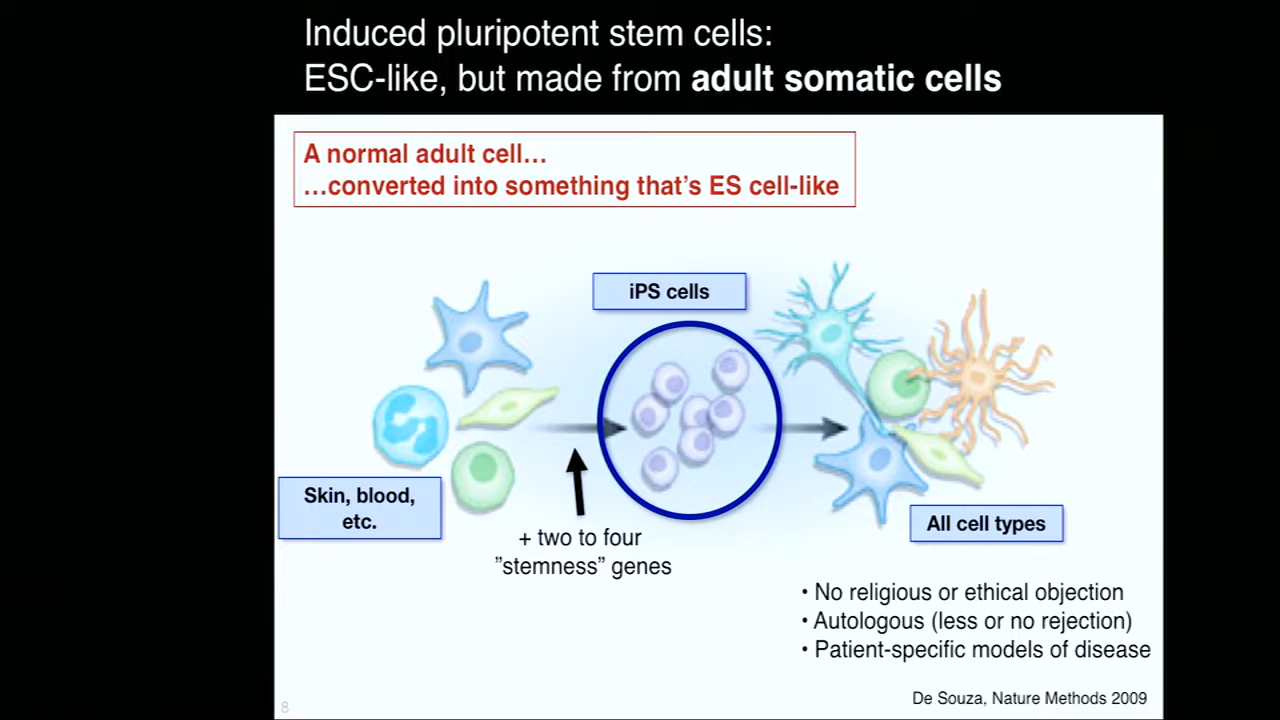 Induced pluripotent stem cells:
ESC-like, but made from adult somatic cells
A normal adult cell…
…converted into something that’s ES cell-like
iPS cells
Skin, blood,
etc.
+ two to four
”stemness” genes
All cell types
• No religious or ethical objection
• Autologous (less or no rejection)
• Patient-specific models of disease
De Souza, Nature Methods 2009
8